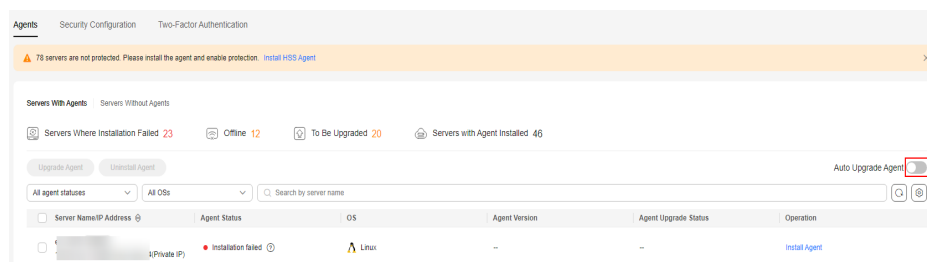 Agents Security Configuration Two-Factor Authentication
78 servers are not protected. Please install the agent and enable protection. Install HSS Agent
Servers With Agents Servers Without Agents
Servers Where Installation Failed 23 Offline 12 To Be Upgraded 20 Servers with Agent Installed 46
Upgrade Agent Uninstall Agent Auto Upgrade Agent
All agent statuses All OSs Search by server name
Server Name/IP Address Agent Status OS Agent Version Agent Upgrade Status Operation
Installation failed Linux -- -- Install Agent
4(Private IP)